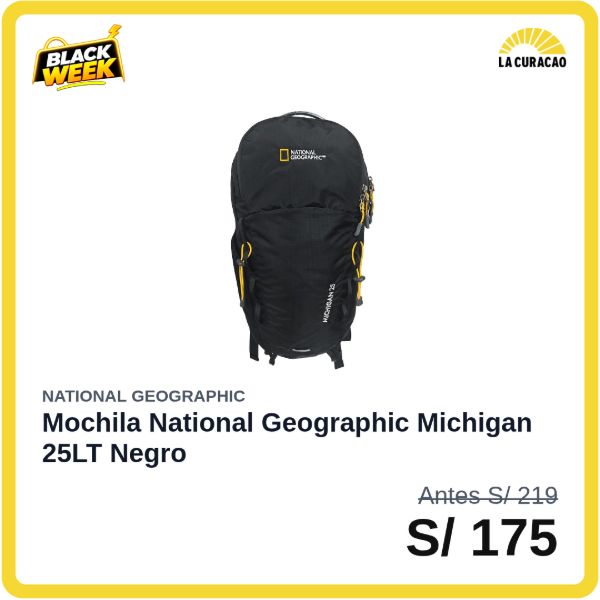 BLACK
WEEK
LA CURACAO
NATIONAL
GEOGRAPHIC
MICHIGAN 25
NATIONAL GEOGRAPHIC
Mochila National Geographic Michigan
25LT Negro
Antes S/ 219
S/ 175